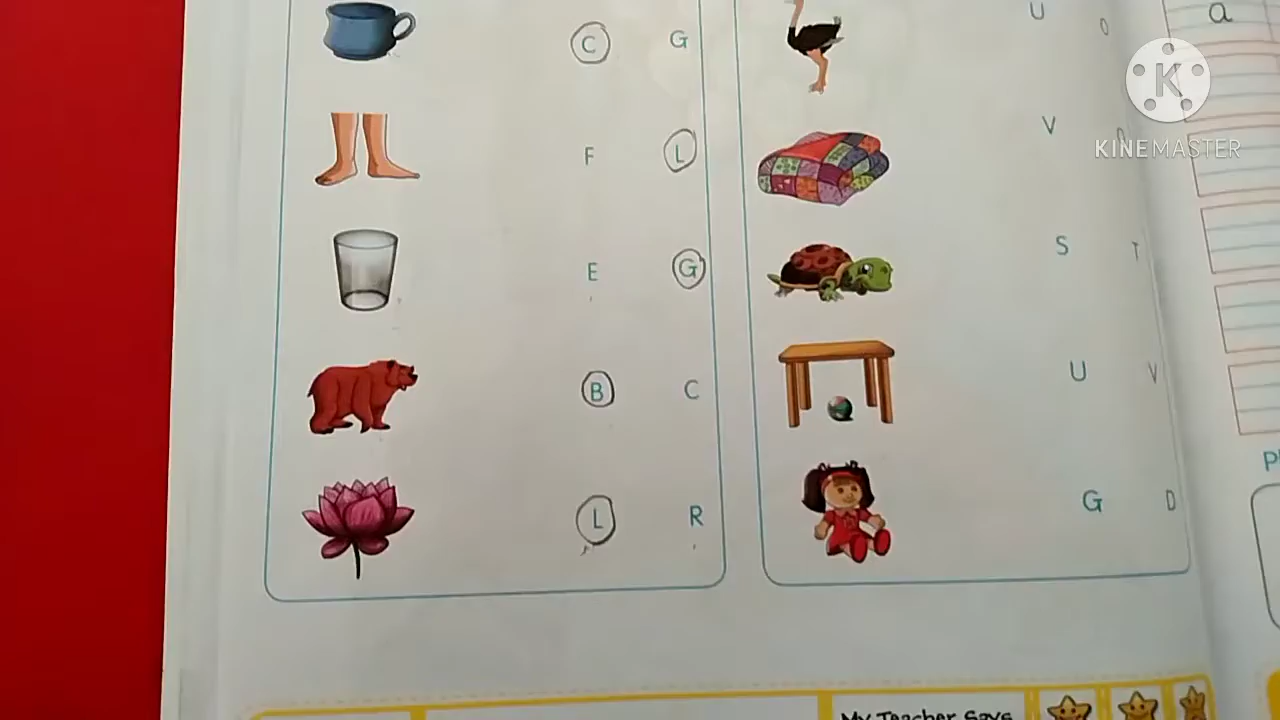 C G
F L
E G
B C
L R
U O
V
S T
U V
G D
a
My Teacher Says
KINEMASTER